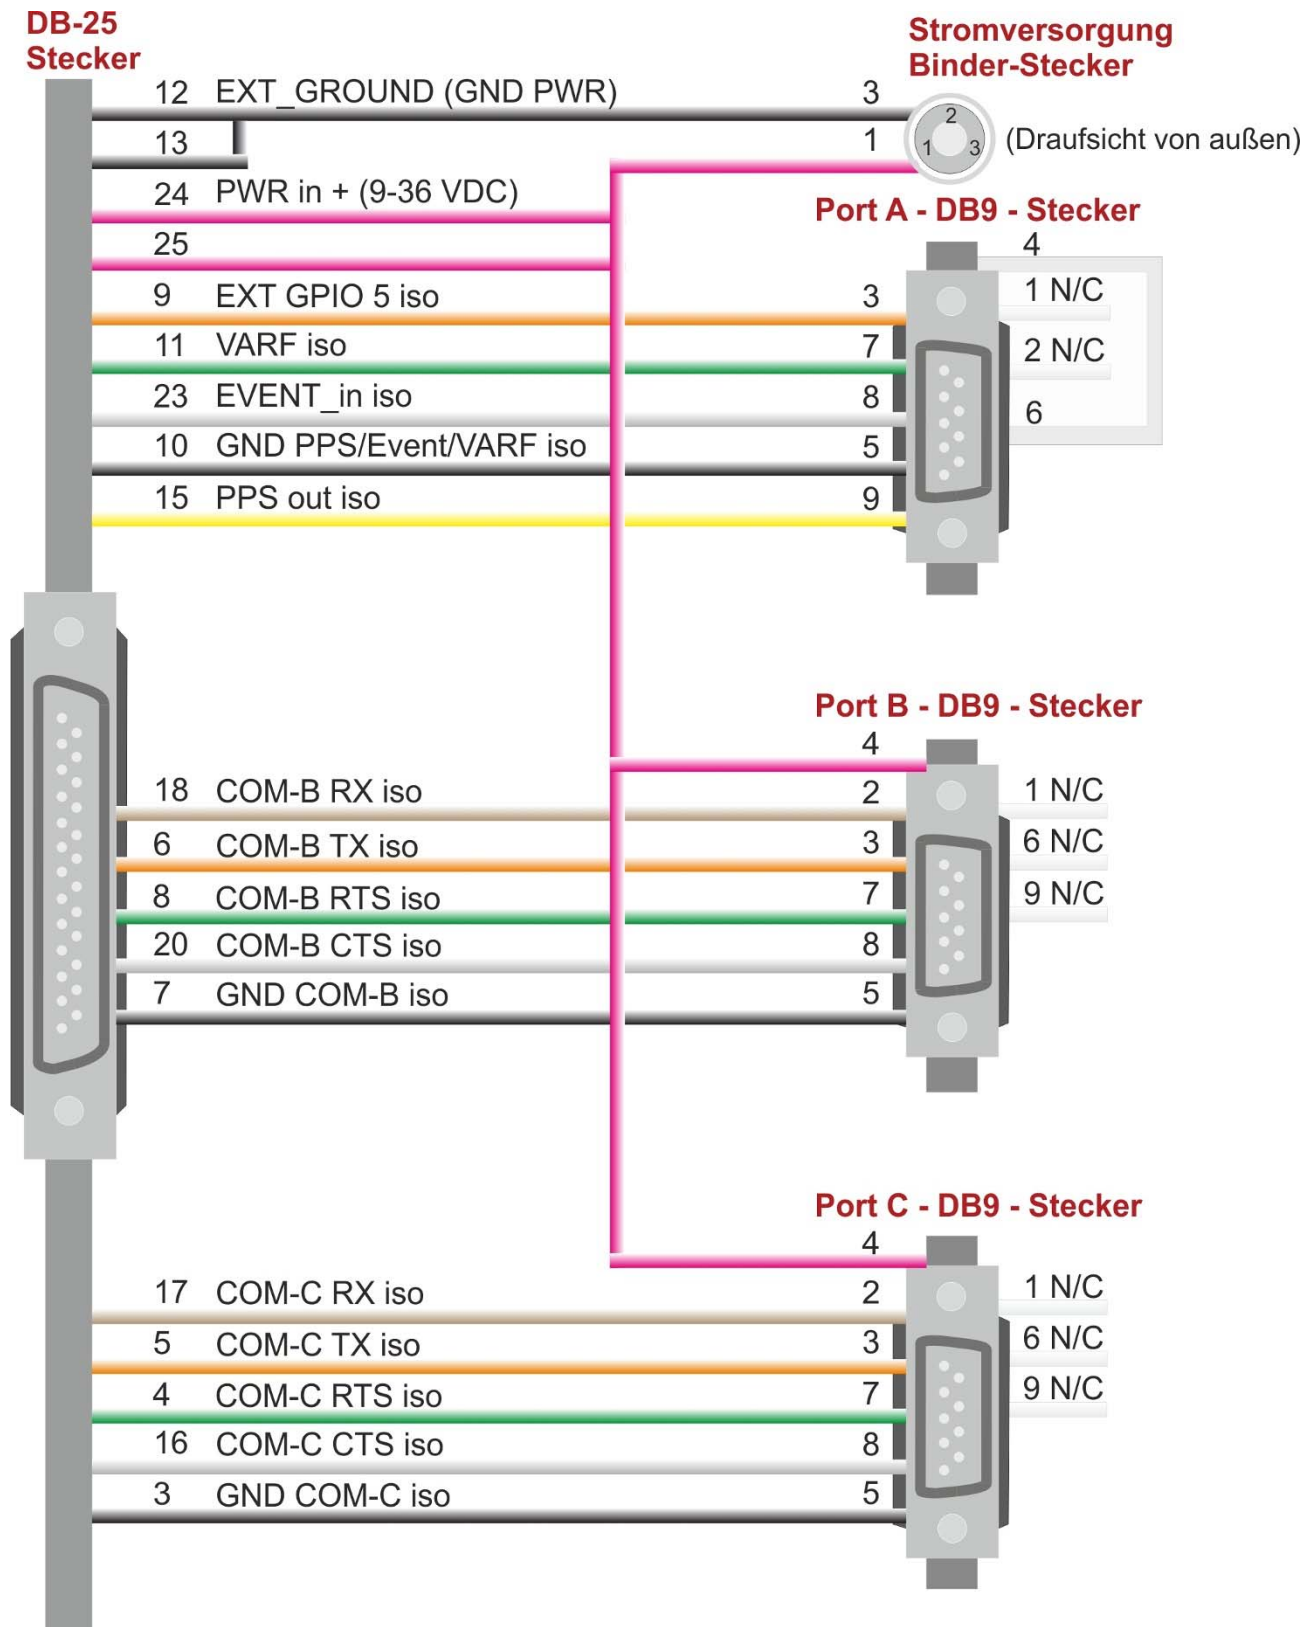 DB-25
Stecker
Stromversorgung
Binder-Stecker
12 EXT_GROUND (GND PWR) 3
13 1
2
1 3
(Draufsicht von außen)
24 PWR in + (9-36 VDC)
Port A - DB9 - Stecker
25 4
9 EXT GPIO 5 iso 3 1 N/C
11 VARF iso 7 2 N/C
23 EVENT_in iso 8 6
10 GND PPS/Event/VARF iso 5
15 PPS out iso 9
Port B - DB9 - Stecker
4
18 COM-B RX iso 2 1 N/C
6 COM-B TX iso 3 6 N/C
8 COM-B RTS iso 7 9 N/C
20 COM-B CTS iso 8
7 GND COM-B iso 5
Port C - DB9 - Stecker
4
17 COM-C RX iso 2 1 N/C
5 COM-C TX iso 3 6 N/C
4 COM-C RTS iso 7 9 N/C
16 COM-C CTS iso 8
3 GND COM-C iso 5